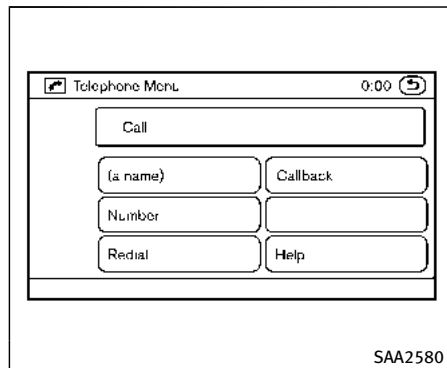 Telephone Menu 0:00
Call
(a name) Callback
Number
Redial Help
SAA2580